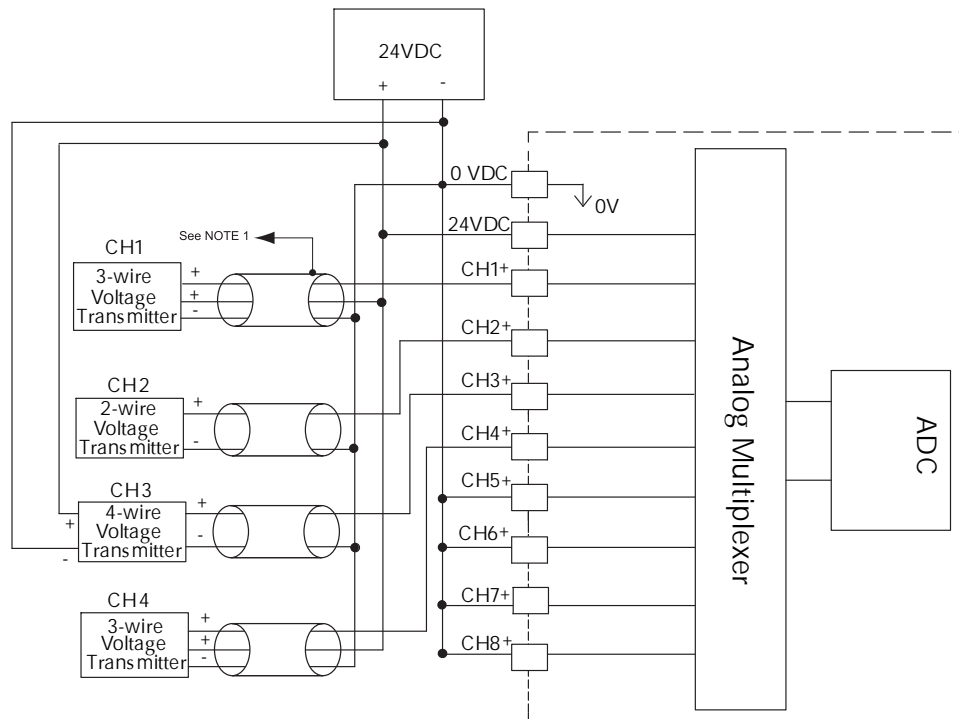 24VDC
+ -
0 VDC
0V
24VDC
See NOTE 1
CH1
3-wire
Voltage
Transmitter
+
+
-
CH1+
CH2+
CH2
2-wire
Voltage
Transmitter
+
-
CH3+
CH4+
CH3
4-wire
Voltage
Transmitter
+
-
+
-
CH5+
CH6+
CH7+
CH8+
CH4
3-wire
Voltage
Transmitter
+
+
-
Analog Multiplexer
ADC